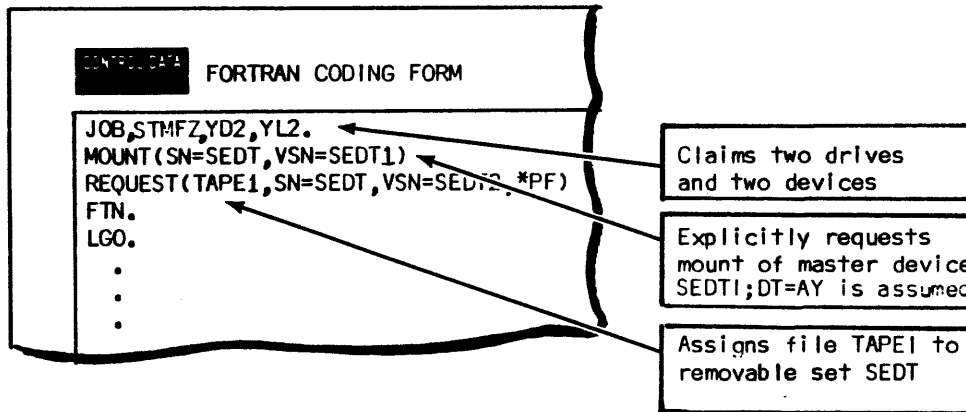 CONTROL DATA
FORTRAN CODING FORM
JOB,STMFZ,YD2,YL2.
MOUNT(SN=SEDT,VSN=SEDT1)
REQUEST(TAPE1,SN=SEDT,VSN=SEDT2,*PF)
FTN.
LGO.
.
.
.
Claims two drives
and two devices
Explicitly requests
mount of master device
SEDT1;DT=AY is assumed
Assigns file TAPE1 to
removable set SEDT